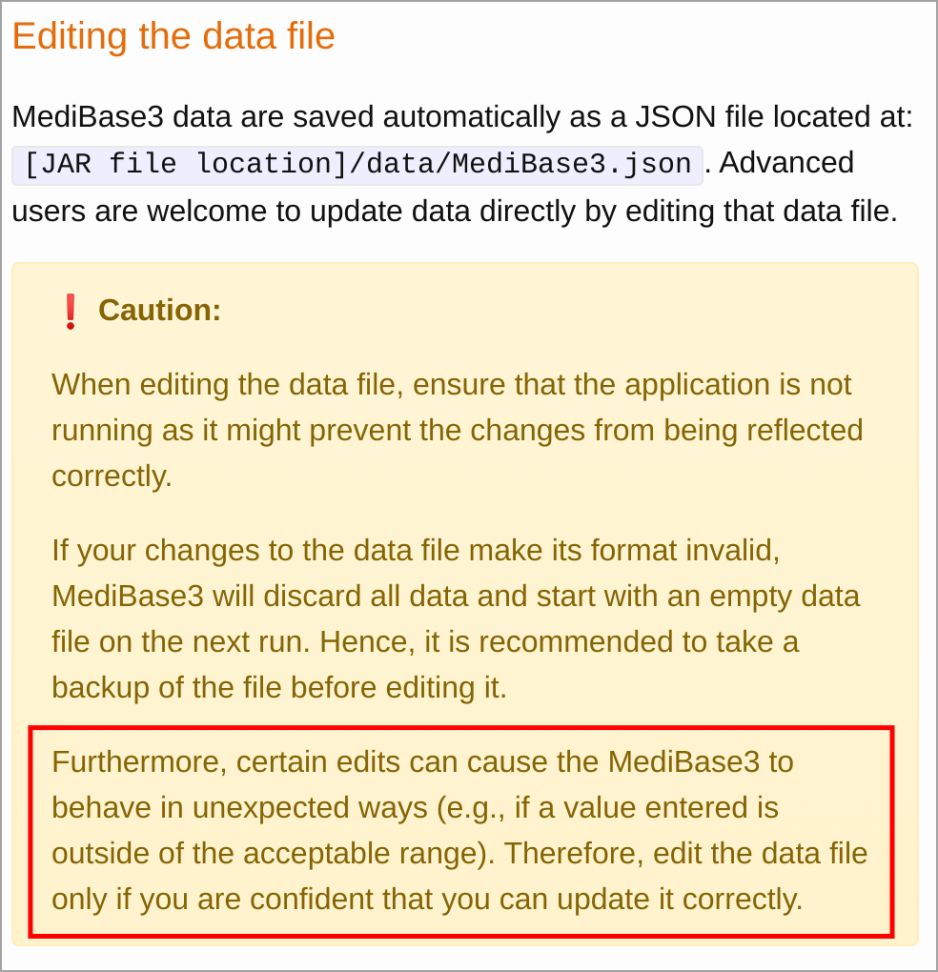 Editing the data file
MediBase3 data are saved automatically as a JSON file located at:
[JAR file location]/data/MediBase3.json. Advanced
users are welcome to update data directly by editing that data file.
❗ Caution:
When editing the data file, ensure that the application is not
running as it might prevent the changes from being reflected
correctly.
If your changes to the data file make its format invalid,
MediBase3 will discard all data and start with an empty data
file on the next run. Hence, it is recommended to take a
backup of the file before editing it.
Furthermore, certain edits can cause the MediBase3 to
behave in unexpected ways (e.g., if a value entered is
outside of the acceptable range). Therefore, edit the data file
only if you are confident that you can update it correctly.